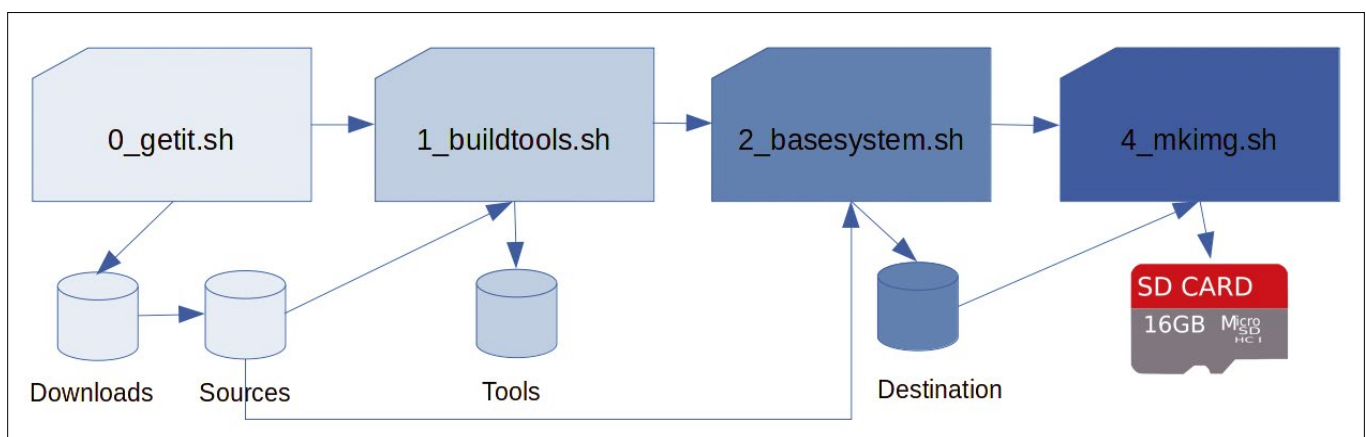 0_getit.sh
1_buildtools.sh
2_basesystem.sh
4_mkimg.sh
SD CARD
16GB
Micro
SD
HC I
Downloads
Sources
Tools
Destination